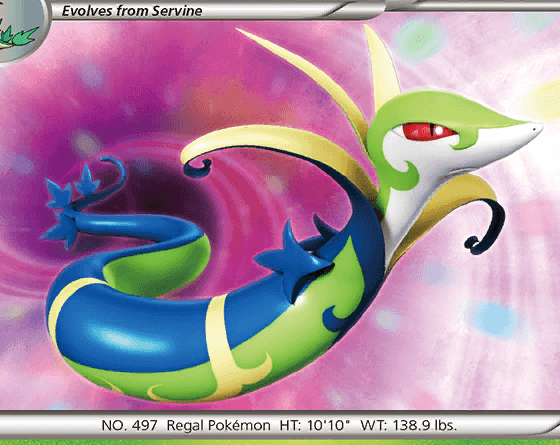 Evolves from Servine
NO. 497 Regal Pokémon HT: 10'10" WT: 138.9 lbs.